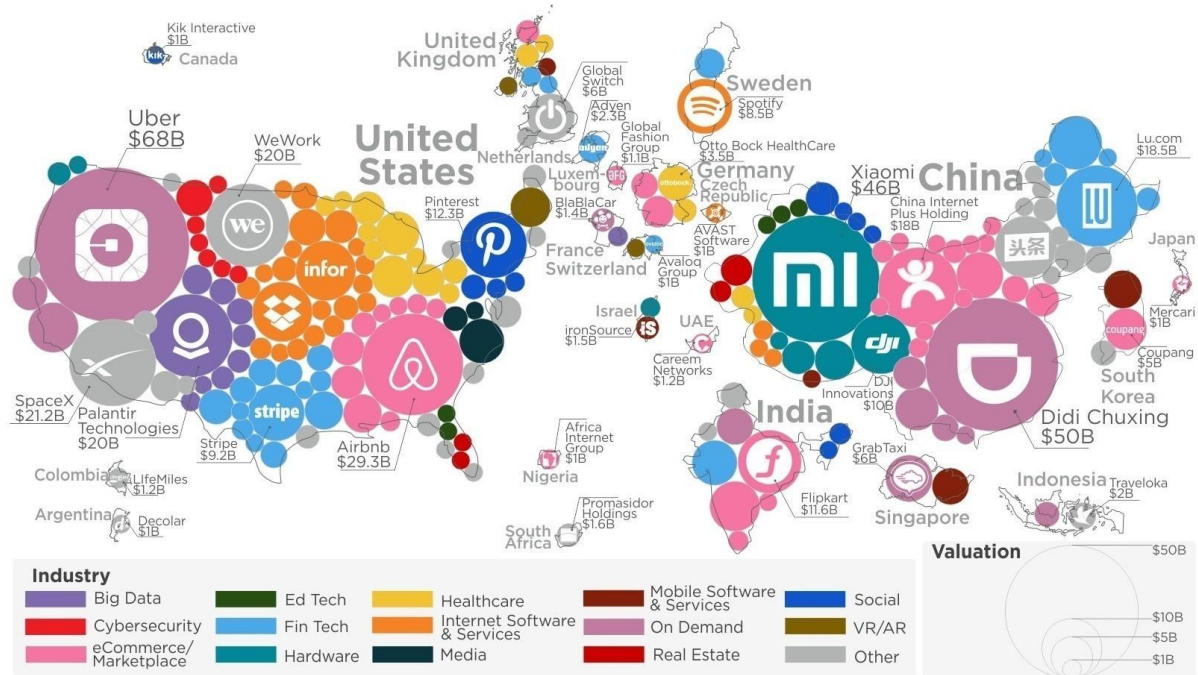 Kik Interactive
$1B
kik
Canada
United
Kingdom
Global
Switch
$6B
Adyen
$2.3B
adyen
Netherlands
Sweden
Spotify
$8.5B
Uber
$68B
WeWork
$20B
we
United
States
Pinterest
$12.3B
infor
Luxem-
bourg
Global
Fashion
Group
$1.1B
GFG
Otto Bock HealthCare
$3.5B
ottobock.
Germany
Czech
Republic
AVAST
Software
$1B
BlaBlaCar
$1.4B
France
Switzerland
Avaloq
Group
$1B
Israel
ironSource
$1.5B
iS
UAE
Careem
Networks
$1.2B
Xiaomi
$46B
mi
China
China Internet
Plus Holding
$18B
头条
Lu.com
$18.5B
LU
Japan
Mercari
$1B
coupang
Coupang
$5B
South
Korea
dji
DJI
Innovations
$10B
Didi Chuxing
$50B
SpaceX
$21.2B
Palantir
Technologies
$20B
stripe
Stripe
$9.2B
Airbnb
$29.3B
Colombia
LIfeMiles
$1.2B
Argentina
Decolar
$1B
Africa
Internet
Group
$1B
Nigeria
Promasidor
Holdings
$1.6B
South
Africa
India
Flipkart
$11.6B
GrabTaxi
$6B
Singapore
Indonesia
Traveloka
$2B
Industry
Big Data
Ed Tech
Healthcare
Mobile Software
& Services
Social
Cybersecurity
Fin Tech
Internet Software
& Services
On Demand
VR/AR
eCommerce/
Marketplace
Hardware
Media
Real Estate
Other
Valuation
$50B
$10B
$5B
$1B